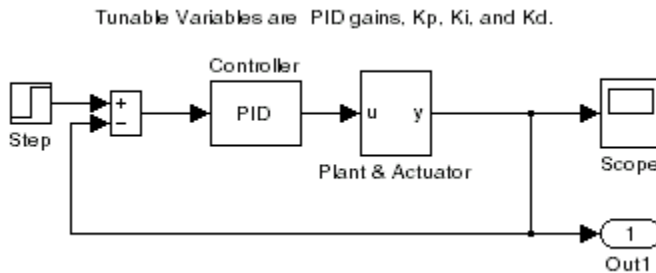 Tunable Variables are PID gains, Kp, Ki, and Kd.
Controller
+
−
PID
u y
Step
Plant & Actuator
Scope
1
Out1